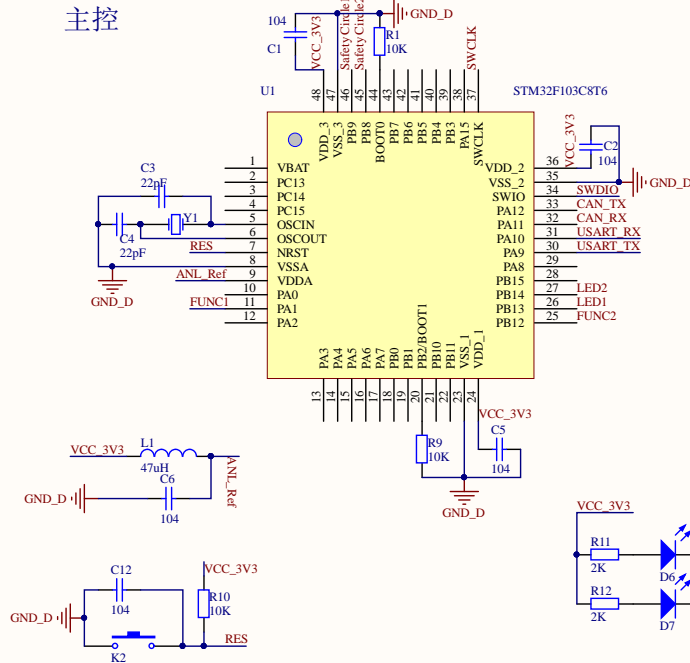 主控
104
C1
VCC_3V3
Safety Circle1
Safety Circle2
R1
10K
GND_D
SWCLK
U1
STM32F103C8T6
48
47
46
45
44
43
42
41
40
39
38
37
VDD_3
VSS_3
PB9
PB8
BOOT0
PB7
PB6
PB5
PB4
PB3
PA15
SWCLK
VCC_3V3
C2
104
GND_D
1 VBAT
2 PC13
3 PC14
4 PC15
5 OSCIN
6 OSCOUT
7 NRST
8 VSSA
9 VDDA
10 PA0
11 PA1
12 PA2
C3
22pF
Y1
C4
22pF
RES
GND_D
ANL_Ref
FUNC1
VDD_2 36
VSS_2 35
SWIO 34 SWDIO
PA12 33 CAN_TX
PA11 32 CAN_RX
PA10 31 USART_RX
PA9 30 USART_TX
PA8 29
PB15 28
PB14 27 LED2
PB13 26 LED1
PB12 25 FUNC2
PA3
PA4
PA5
PA6
PA7
PB0
PB1
PB2/BOOT1
PB10
PB11
VSS_1
VDD_1
13
14
15
16
17
18
19
20
21
22
23
24
VCC_3V3
R9
10K
C5
104
GND_D
VCC_3V3
L1
47uH
ANL_Ref
C6
104
GND_D
C12
104
VCC_3V3
R10
10K
GND_D
K2
RES
VCC_3V3
R11
2K
D6
R12
2K
D7